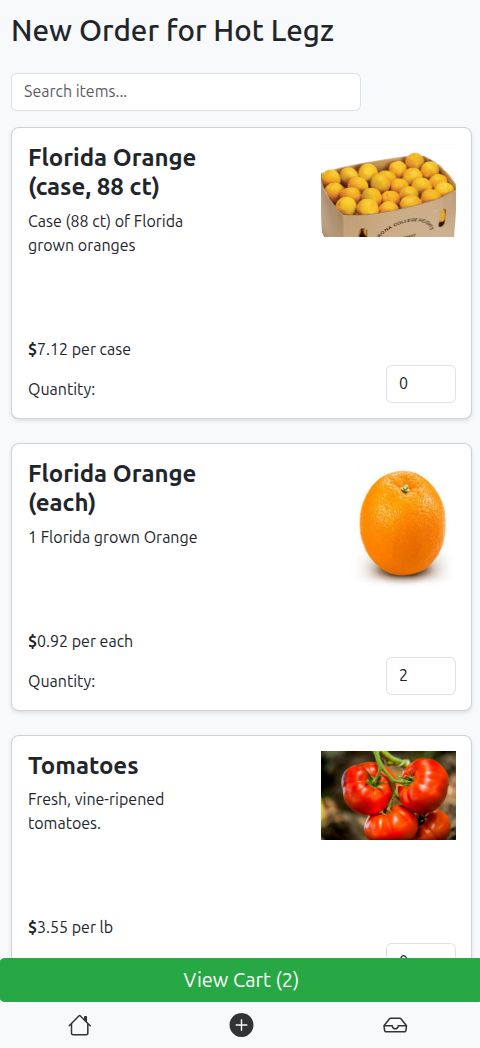 New Order for Hot Legz
Search items...
Florida Orange
(case, 88 ct)
Case (88 ct) of Florida
grown oranges
$7.12 per case
Quantity:
0
Florida Orange
(each)
1 Florida grown Orange
$0.92 per each
Quantity:
2
Tomatoes
Fresh, vine-ripened
tomatoes.
$3.55 per lb
View Cart (2)